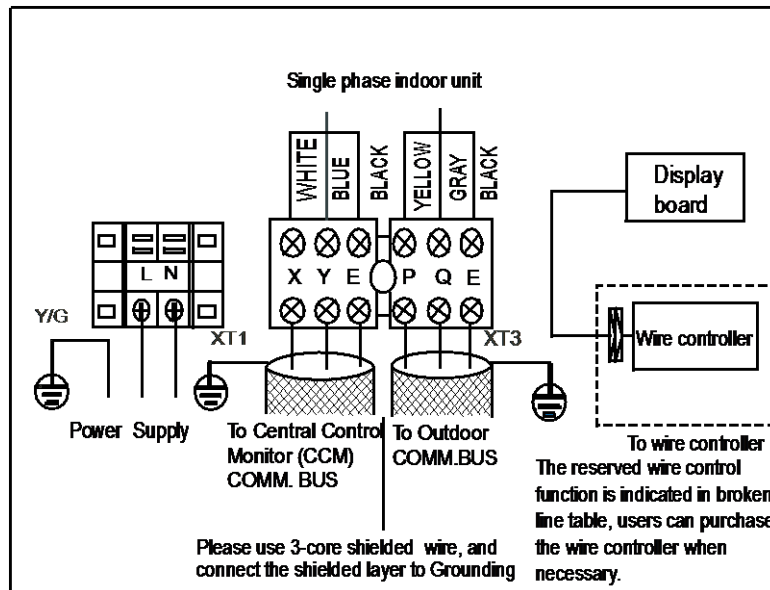 Single phase indoor unit
WHITE
BLUE
BLACK
YELLOW
GRAY
BLACK
Display
board
L N
X Y E P Q E
Y/G
XT1
XT3
Wire controller
Power Supply
To Central Control
Monitor (CCM)
COMM. BUS
To Outdoor
COMM.BUS
To wire controller
The reserved wire control
function is indicated in broken
line table, users can purchase
the wire controller when
necessary.
Please use 3-core shielded wire, and
connect the shielded layer to Grounding